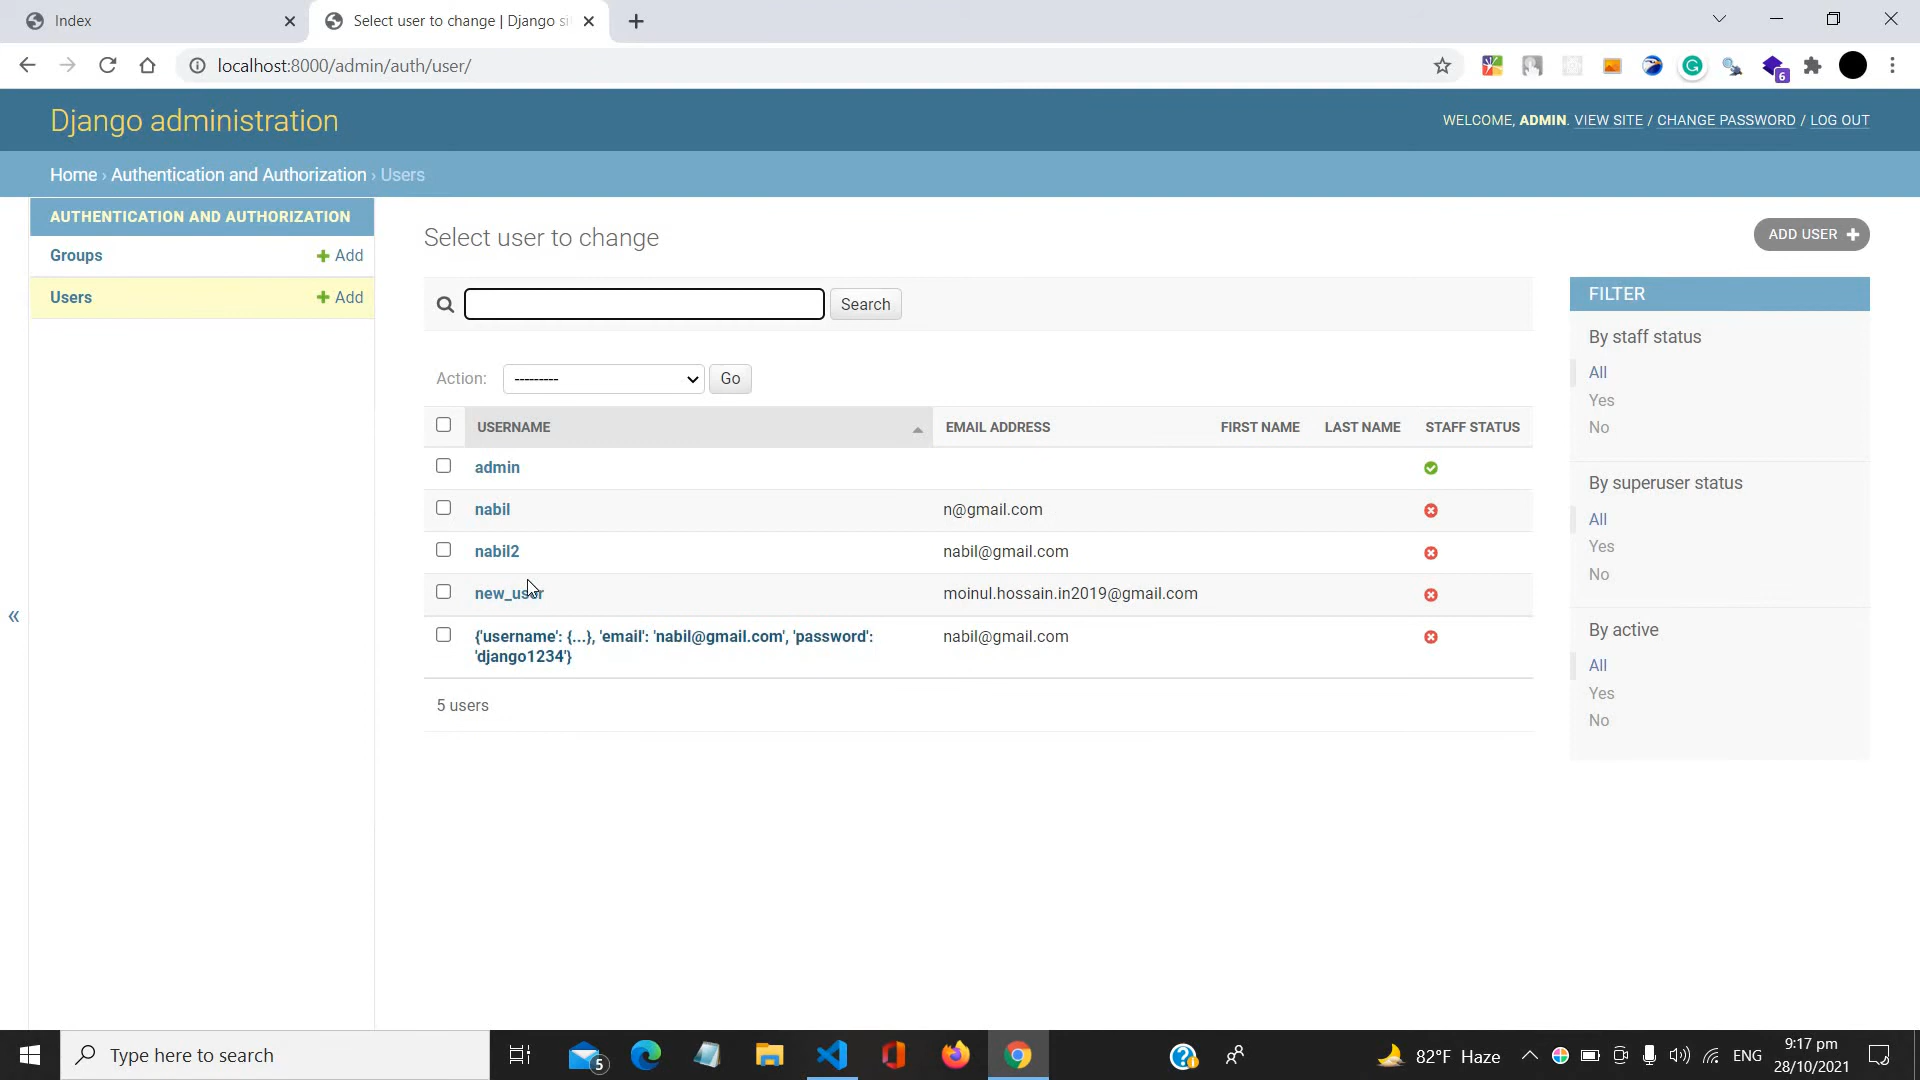 Index
Select user to change | Django si
localhost:8000/admin/auth/user/
6
Django administration
WELCOME, ADMIN. VIEW SITE / CHANGE PASSWORD / LOG OUT
Home › Authentication and Authorization › Users
AUTHENTICATION AND AUTHORIZATION
Groups + Add
Users + Add
«
Select user to change
ADD USER +
Search
Action: --------- Go
USERNAME EMAIL ADDRESS FIRST NAME LAST NAME STAFF STATUS
admin
nabil n@gmail.com
nabil2 nabil@gmail.com
new_user moinul.hossain.in2019@gmail.com
{'username': {...}, 'email': 'nabil@gmail.com', 'password': nabil@gmail.com
'django1234'}
5 users
FILTER
By staff status
All
Yes
No
By superuser status
All
Yes
No
By active
All
Yes
No
Type here to search
5
82°F Haze
ENG
9:17 pm
28/10/2021